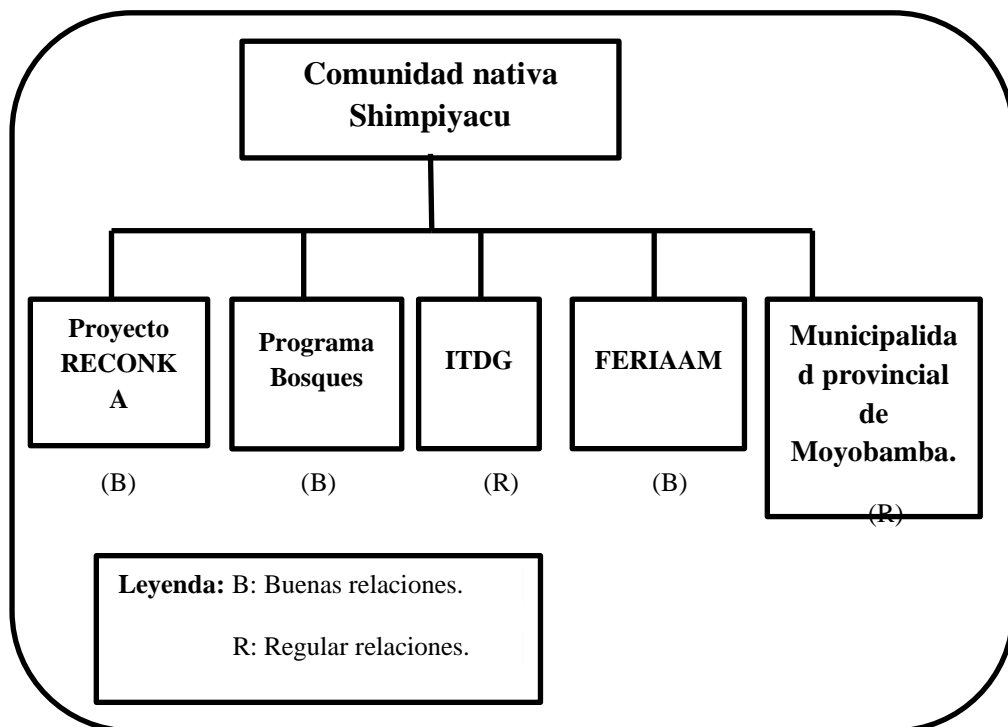 Comunidad nativa
Shimpiyacu
Proyecto
RECONK
A
Programa
Bosques
ITDG
FERIAAM
Municipalida
d provincial
de
Moyobamba.
(B)
(B)
(R)
(B)
(R)
Leyenda: B: Buenas relaciones.
R: Regular relaciones.